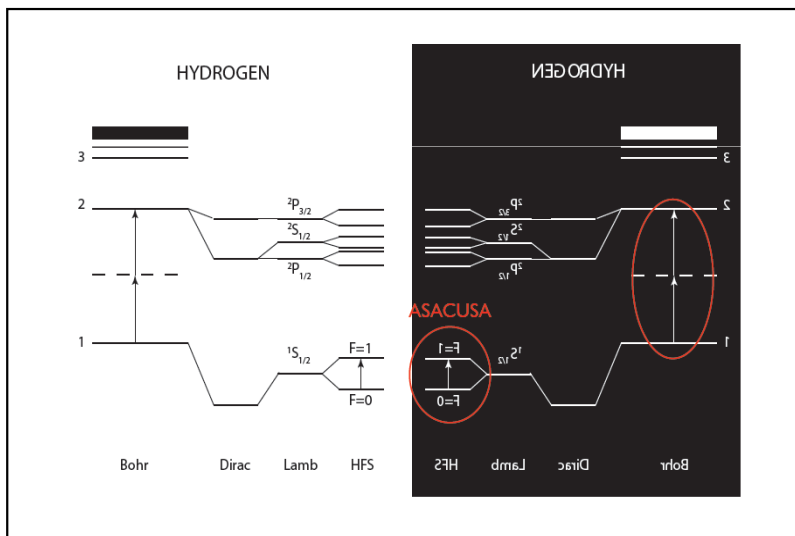 HYDROGEN
3
2
²P₃/₂
²S₁/₂
²P₁/₂
1
¹S₁/₂
F=1
F=0
Bohr Dirac Lamb HFS
HYDROGEN
3
2
²P₃/₂
²S₁/₂
²P₁/₂
ASACUSA
1
¹S₁/₂
F=1
F=0
HFS Lamb Dirac Bohr